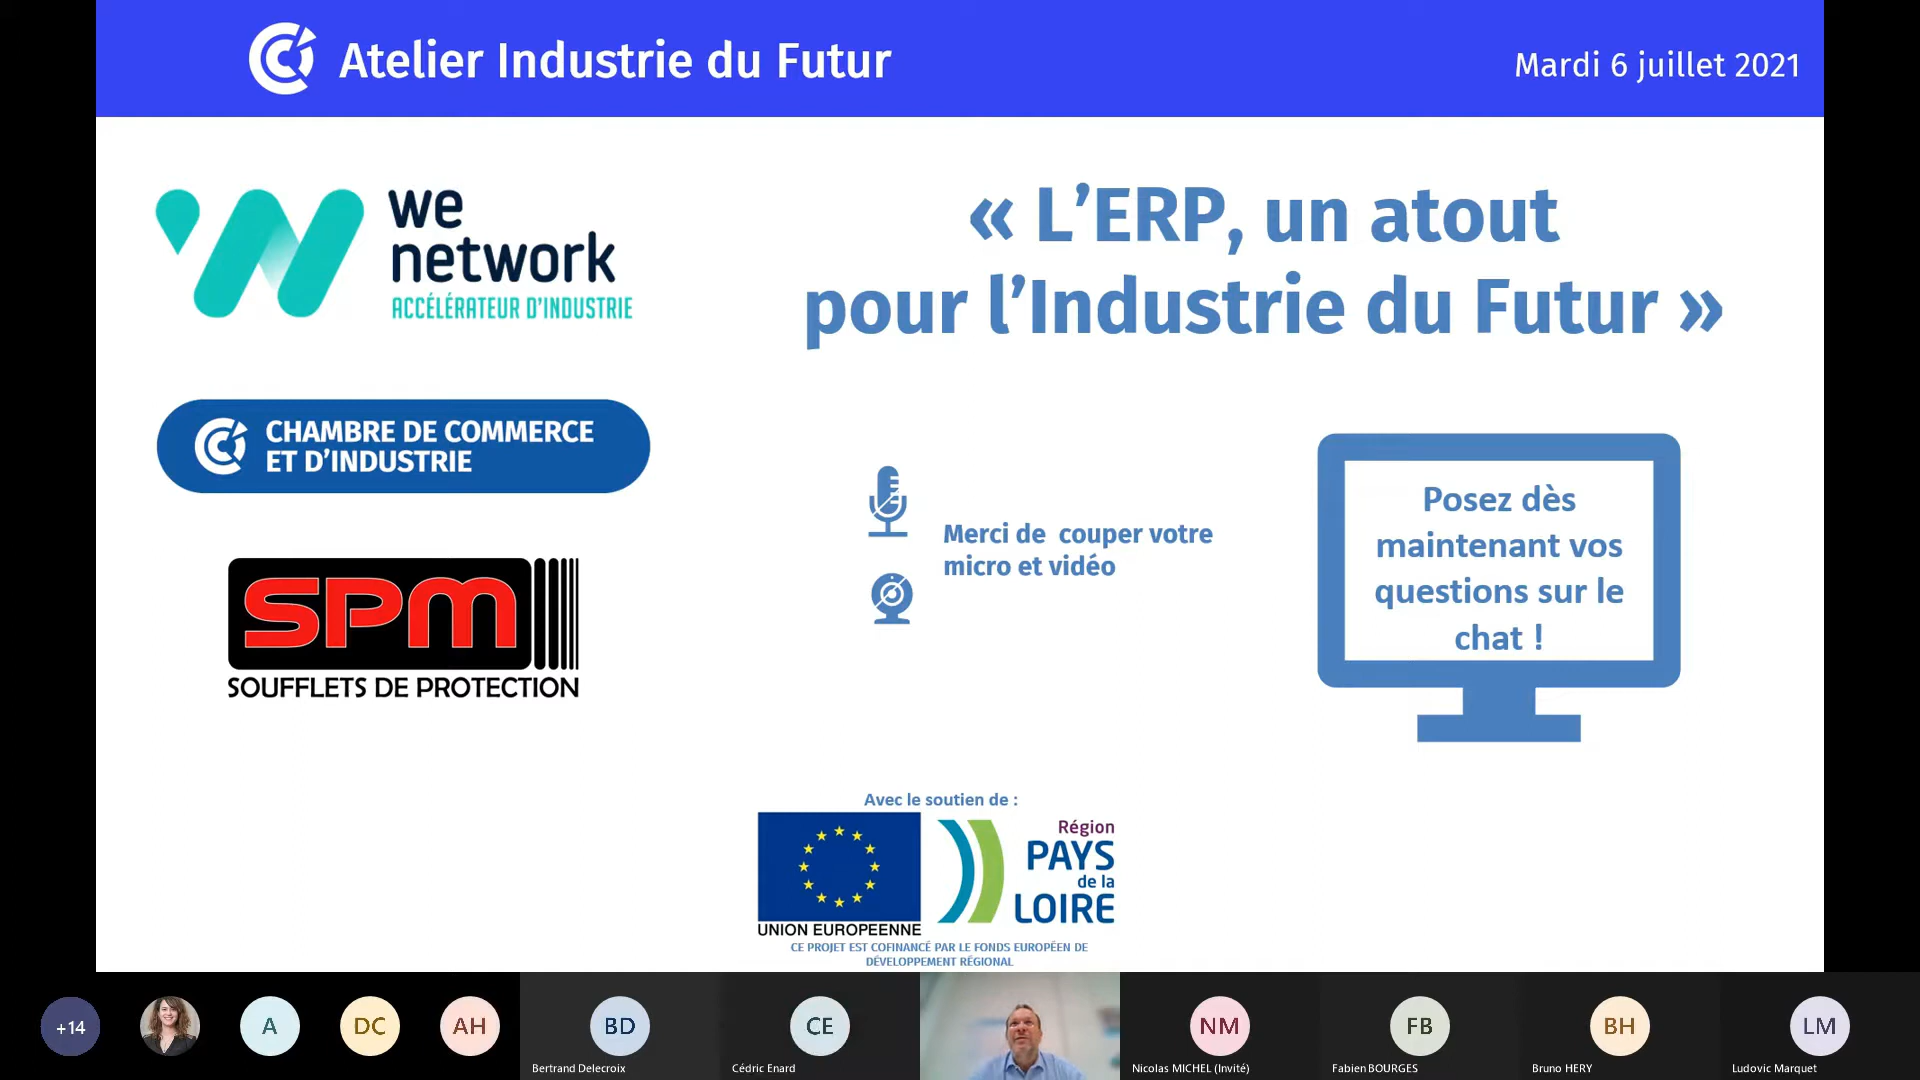 Atelier Industrie du Futur
Mardi 6 juillet 2021
we
network
ACCÉLÉRATEUR D'INDUSTRIE
« L'ERP, un atout
pour l'Industrie du Futur »
CHAMBRE DE COMMERCE
ET D'INDUSTRIE
SPM
SOUFFLETS DE PROTECTION
Merci de couper votre
micro et vidéo
Posez dès
maintenant vos
questions sur le
chat !
Avec le soutien de :
UNION EUROPEENNE
Région
PAYS
de la
LOIRE
CE PROJET EST COFINANCÉ PAR LE FONDS EUROPÉEN DE
DÉVELOPPEMENT RÉGIONAL
+14
A
DC
AH
BD
Bertrand Delecroix
CE
Cédric Enard
NM
Nicolas MICHEL (Invité)
FB
Fabien BOURGES
BH
Bruno HERY
LM
Ludovic Marquet